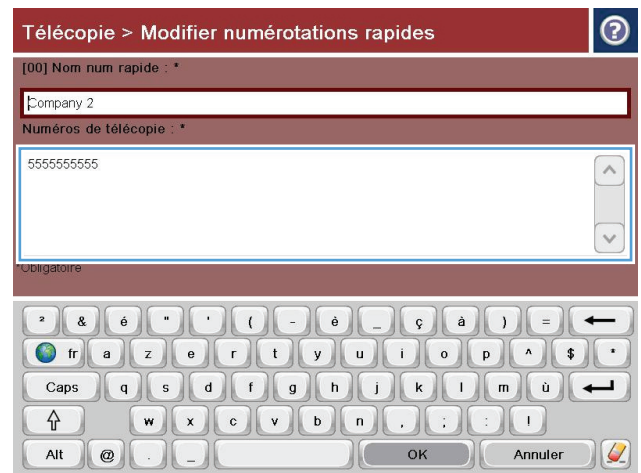 Télécopie > Modifier numérotations rapides
[00] Nom num rapide : *
Company 2
Numéros de télécopie : *
5555555555
*Obligatoire
² & é " ' ( - è _ ç à ) =
fr a z e r t y u i o p ^ $ *
Caps q s d f g h j k l m ù
w x c v b n , ; : !
Alt @ . _ OK Annuler